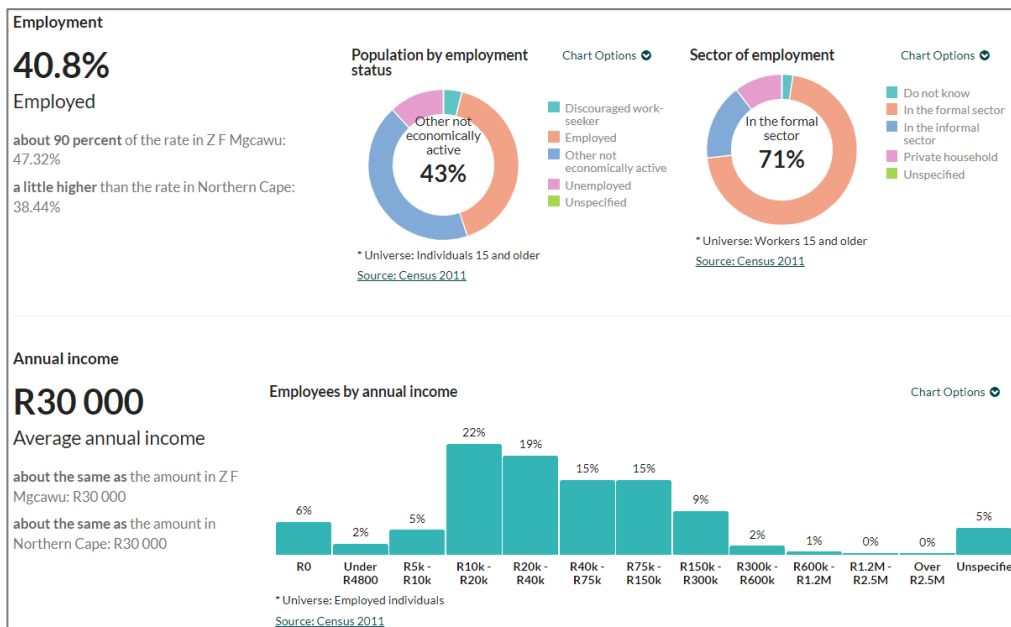 Employment
40.8%
Employed
about 90 percent of the rate in Z F Mgcawu:
47.32%
a little higher than the rate in Northern Cape:
38.44%
Population by employment
status
Chart Options
Other not
economically
active
43%
Discouraged work-
seeker
Employed
Other not
economically active
Unemployed
Unspecified
* Universe: Individuals 15 and older
Source: Census 2011
Sector of employment
Chart Options
In the formal
sector
71%
Do not know
In the formal sector
In the informal
sector
Private household
Unspecified
* Universe: Workers 15 and older
Source: Census 2011
Annual income
R30 000
Average annual income
about the same as the amount in Z F
Mgcawu: R30 000
about the same as the amount in
Northern Cape: R30 000
Employees by annual income
Chart Options
6% 2% 5% 22% 19% 15% 15% 9% 2% 1% 0% 0% 5%
R0 Under R5k - R10k - R20k - R40k - R75k - R150k - R300k - R600k - R1.2M - Over Unspecifie
R4800 R10k R20k R40k R75k R150k R300k R600k R1.2M R2.5M R2.5M
* Universe: Employed individuals
Source: Census 2011